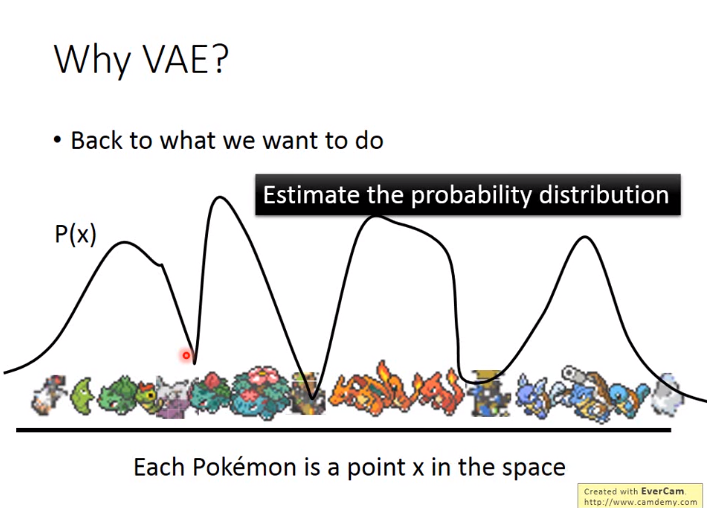 Why VAE?
• Back to what we want to do
Estimate the probability distribution
P(x)
Each Pokémon is a point x in the space
Created with EverCam.
http://www.camdemy.com